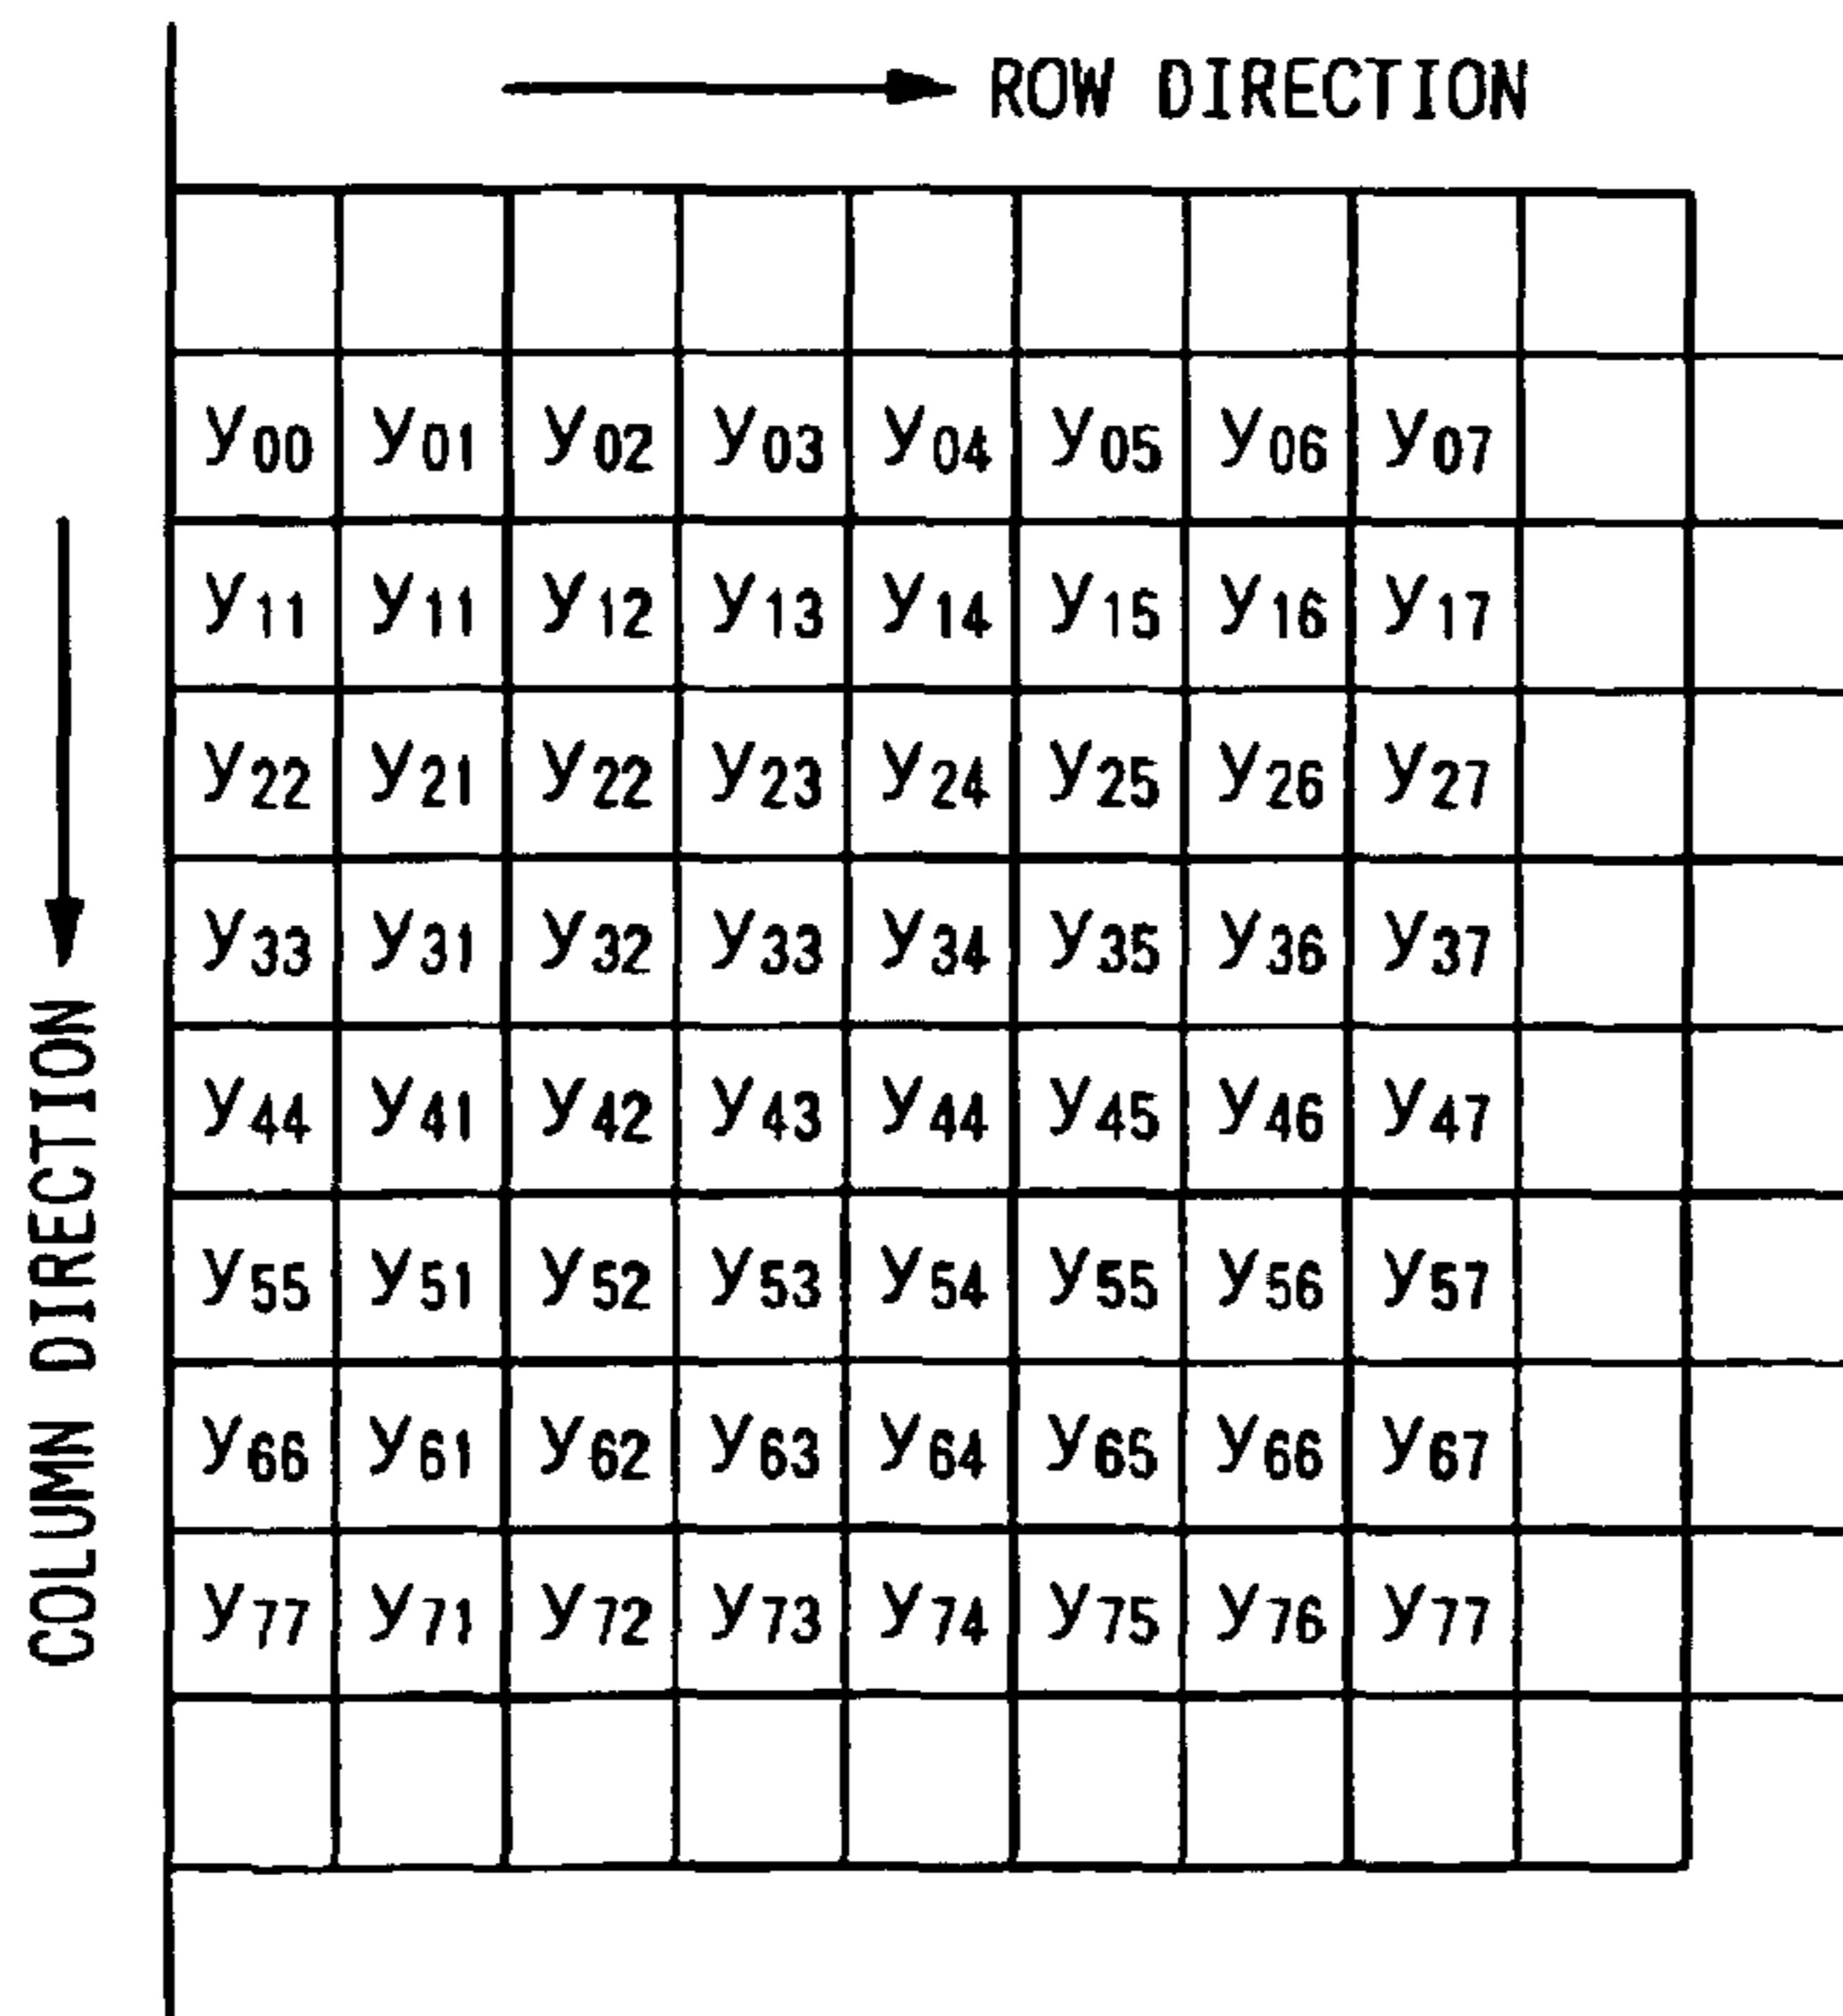 ROW DIRECTION
y00 y01 y02 y03 y04 y05 y06 y07
y11 y11 y12 y13 y14 y15 y16 y17
y22 y21 y22 y23 y24 y25 y26 y27
y33 y31 y32 y33 y34 y35 y36 y37
y44 y41 y42 y43 y44 y45 y46 y47
y55 y51 y52 y53 y54 y55 y56 y57
y66 y61 y62 y63 y64 y65 y66 y67
y77 y71 y72 y73 y74 y75 y76 y77
COLUMN DIRECTION